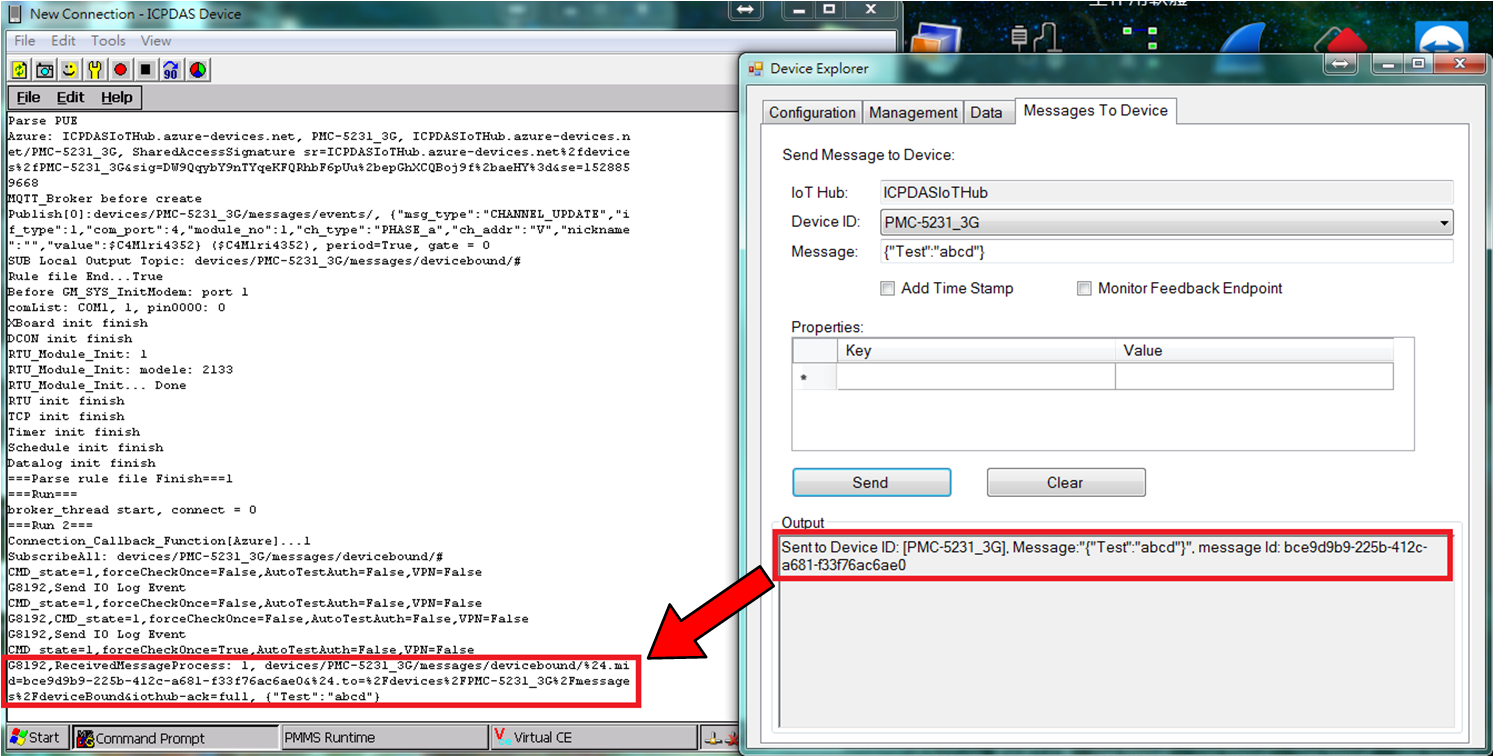 New Connection - ICPDAS Device
File Edit Tools View
File Edit Help
Parse PUE
Azure: ICPDASIoTHub.azure-devices.net, PMC-5231_3G, ICPDASIoTHub.azure-devices.n
et/PMC-5231_3G, SharedAccessSignature sr=ICPDASIoTHub.azure-devices.net%2fdevice
s%2fPMC-5231_3G&sig=DW9QqybY9nTYqeKFQRhbF6pUu%2bepGhXCQBoj9f%2baeHY%3d&se=152885
9668
MQTT_Broker before create
Publish[0]:devices/PMC-5231_3G/messages/events/, {"msg_type":"CHANNEL_UPDATE","i
f_type":1,"com_port":4,"module_no":1,"ch_type":"PHASE_a","ch_addr":"V","nickname
":"","value":$C4M1ri4352} ($C4M1ri4352), period=True, gate = 0
SUB Local Output Topic: devices/PMC-5231_3G/messages/devicebound/#
Rule file End...True
Before GM_SYS_InitModem: port 1
comList: COM1, 1, pin0000: 0
XBoard init finish
DCON init finish
RTU_Module_Init: 1
RTU_Module_Init: modele: 2133
RTU_Module_Init... Done
RTU init finish
TCP init finish
Timer init finish
Schedule init finish
Datalog init finish
===Parse rule file Finish===1
===Run===
broker_thread start, connect = 0
===Run 2===
Connection_Callback_Function[Azure]...1
SubscribeAll: devices/PMC-5231_3G/messages/devicebound/#
CMD_state=1,forceCheckOnce=False,AutoTestAuth=False,VPN=False
G8192,Send IO Log Event
CMD_state=1,forceCheckOnce=False,AutoTestAuth=False,VPN=False
G8192,CMD_state=1,forceCheckOnce=False,AutoTestAuth=False,VPN=False
G8192,Send IO Log Event
CMD_state=1,forceCheckOnce=True,AutoTestAuth=False,VPN=False
G8192,ReceivedMessageProcess: 1, devices/PMC-5231_3G/messages/devicebound/%24.mi
d=bce9d9b9-225b-412c-a681-f33f76ac6ae0&%24.to=%2Fdevices%2FPMC-5231_3G%2Fmessage
s%2FdeviceBound&iothub-ack=full, {"Test":"abcd"}
Start Command Prompt PMMS Runtime Virtual CE
Device Explorer
Configuration Management Data Messages To Device
Send Message to Device:
IoT Hub: ICPDASIoTHub
Device ID: PMC-5231_3G
Message: {"Test":"abcd"}
Add Time Stamp Monitor Feedback Endpoint
Properties:
Key Value
*
Send Clear
Output
Sent to Device ID: [PMC-5231_3G], Message:"{"Test":"abcd"}", message Id: bce9d9b9-225b-412c-
a681-f33f76ac6ae0